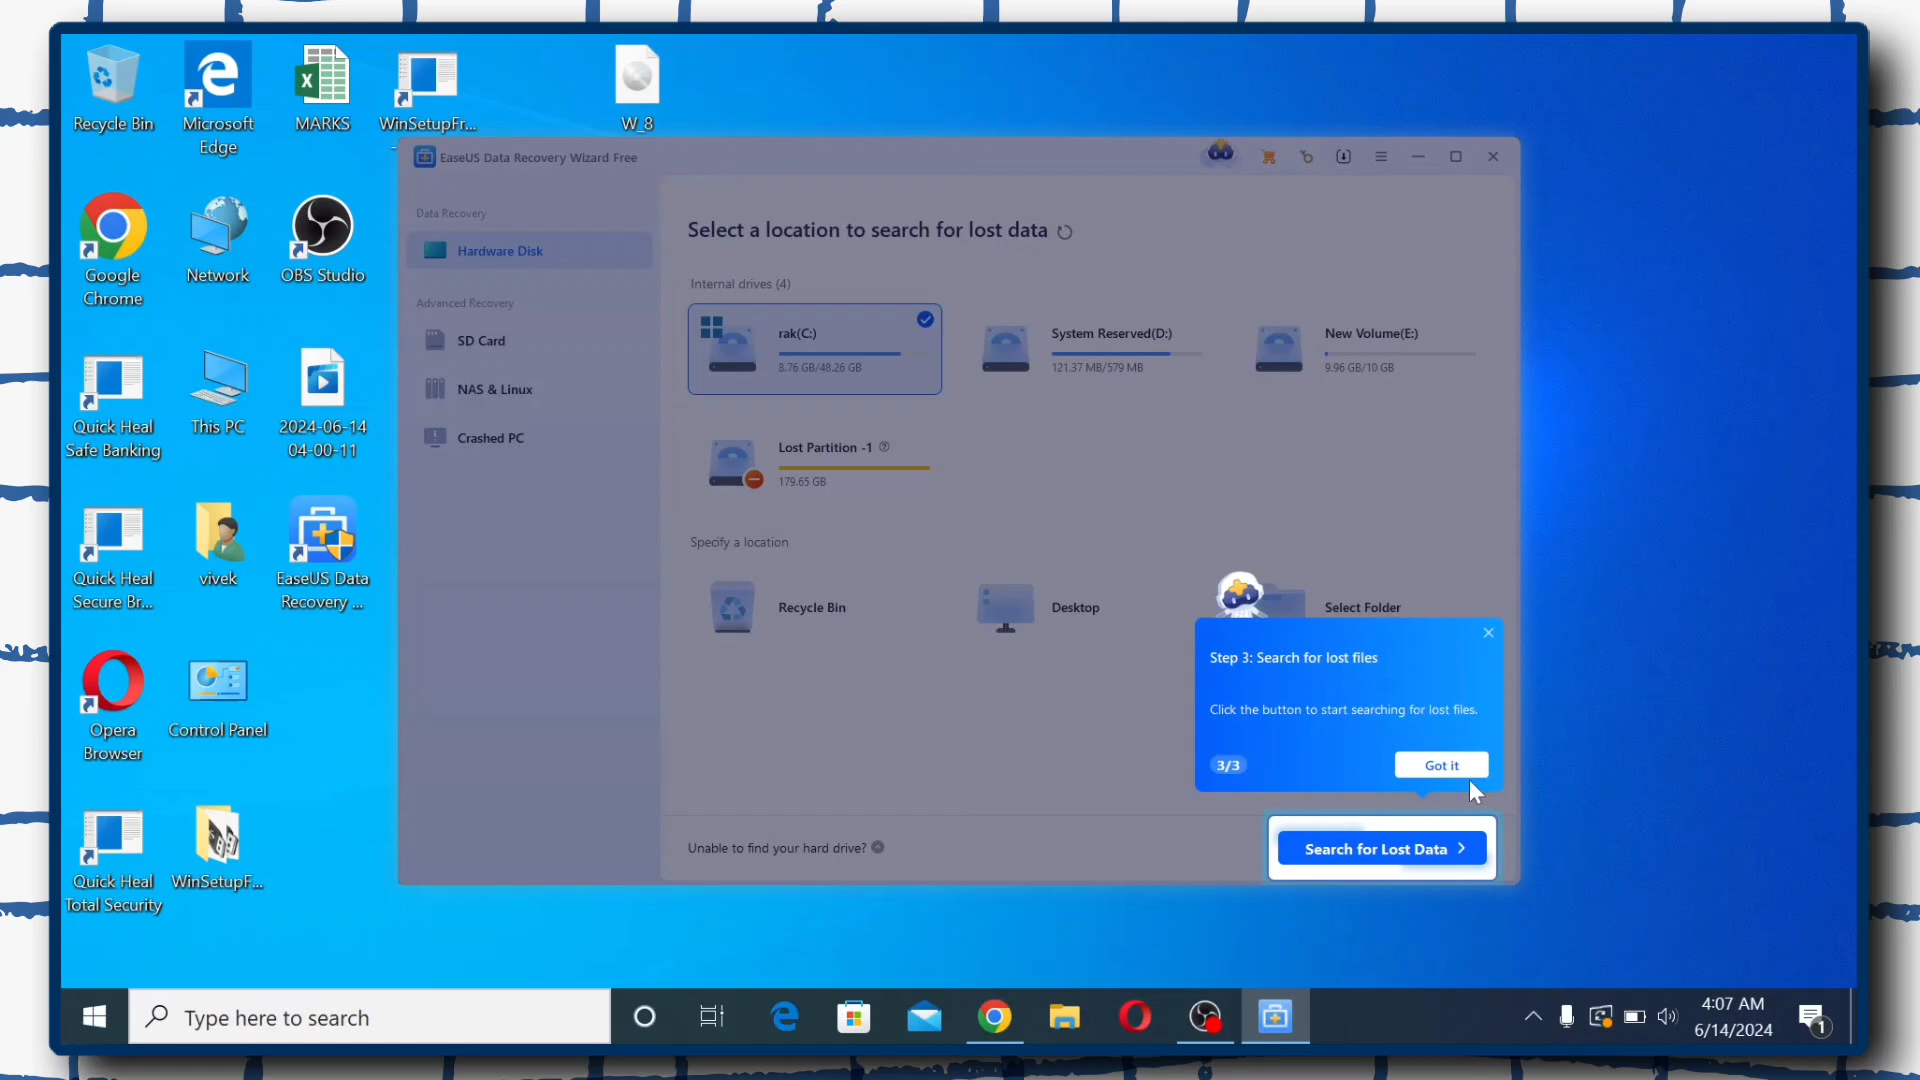 Recycle Bin
Microsoft
Edge
MARKS
WinSetupFr...
W_8
Google
Chrome
Network
OBS Studio
Quick Heal
Safe Banking
This PC
2024-06-14
04-00-11
Quick Heal
Secure Br...
vivek
EaseUS Data
Recovery ...
Opera
Browser
Control Panel
Quick Heal
Total Security
WinSetupF...
EaseUS Data Recovery Wizard Free
Data Recovery
Hardware Disk
Advanced Recovery
SD Card
NAS & Linux
Crashed PC
Select a location to search for lost data
Internal drives (4)
rak(C:)
8.76 GB/48.26 GB
System Reserved(D:)
121.37 MB/579 MB
New Volume(E:)
9.96 GB/10 GB
Lost Partition -1
179.65 GB
Specify a location
Recycle Bin
Desktop
Select Folder
Step 3: Search for lost files
Click the button to start searching for lost files.
3/3
Got it
Unable to find your hard drive?
Search for Lost Data
Type here to search
4:07 AM
6/14/2024
1